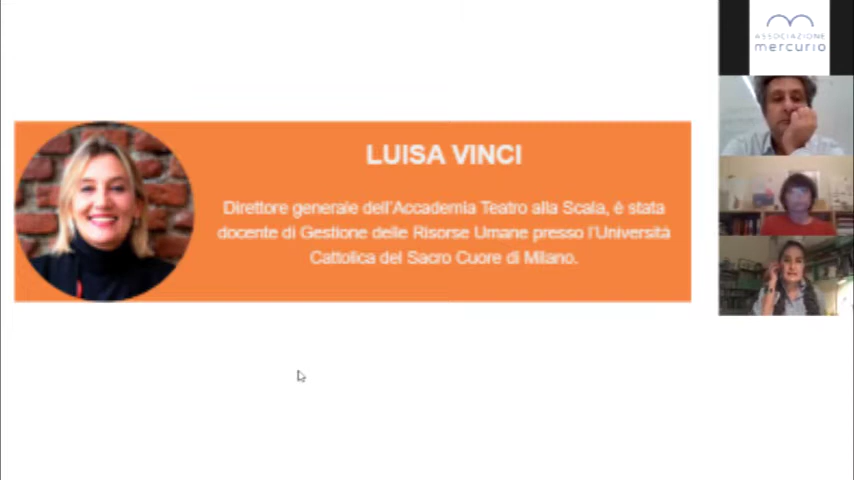 ASSOCIAZIONE
mercurio
LUISA VINCI
Direttore generale dell'Accademia Teatro alla Scala, è stata
docente di Gestione delle Risorse Umane presso l'Università
Cattolica del Sacro Cuore di Milano.